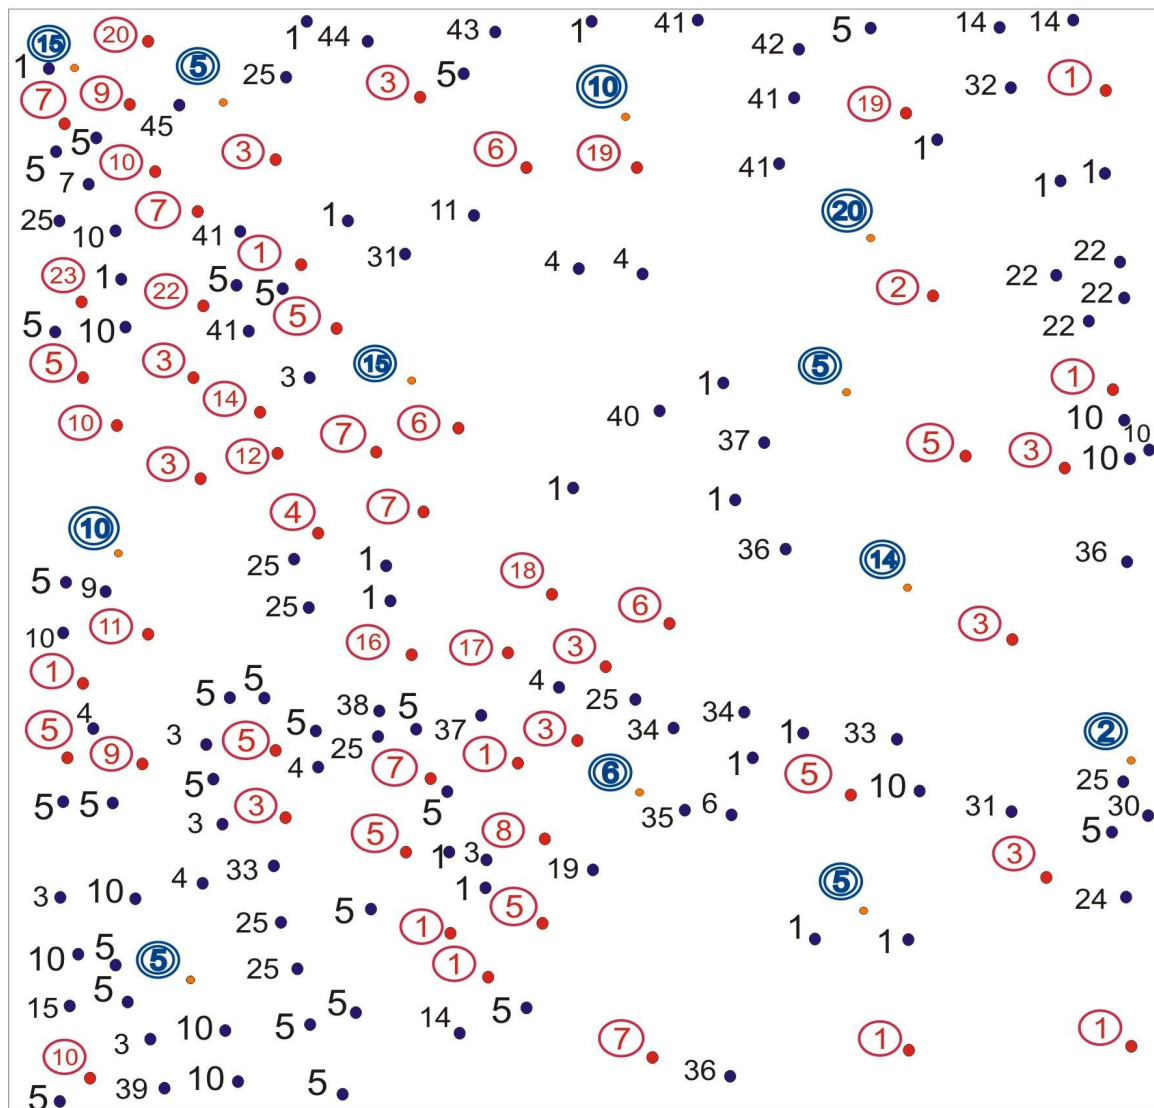 15 20 1 44 43 1 41 42 5 14 14
1 5 25 3 5 10 41 19 32 1
7 9 45
5 5 10 3 6 19 41 1
7 7 1 11 20 1 1
25 10 41 1 31 4 4 22
23 1 22 5 5 2 22 22
5 10 41 5 22
5 3 3 15 1 5 1
10 14 7 6 40 37 5 3 10 10 10
3 12 1 1
10 4 7 36 14 36
5 9 25 1 18
10 11 25 1 6 3
1 16 17 3
5 5 4 25
5 4 9 3 5 5 38 5 37 3 34 34 1 33 2
25 1
5 4 7 6 1 5 10 25
5 5 3 3 5 35 6 31 30
5 8 5
33 1 3 19 3
3 10 4 1 5 24
25 5 1 5 1 1
10 5 5 25 1
15 5 5 5 14 5
3 10 5 7 1 1
10 39 10 5 36
5